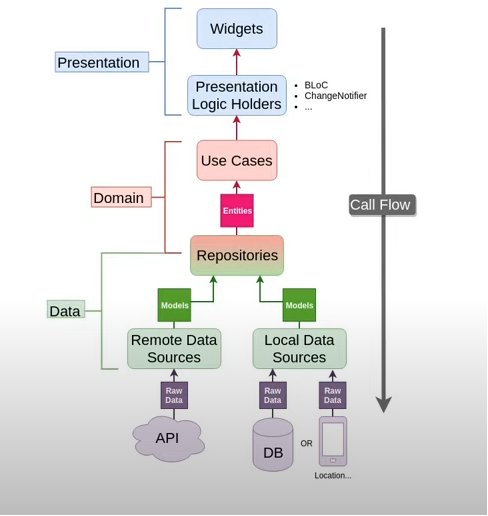 Widgets
Presentation
Presentation
Logic Holders
• BLoC
• ChangeNotifier
• ...
Use Cases
Domain
Entities
Call Flow
Repositories
Data
Models
Models
Remote Data
Sources
Local Data
Sources
Raw
Data
Raw
Data
Raw
Data
API
DB
OR
Location...